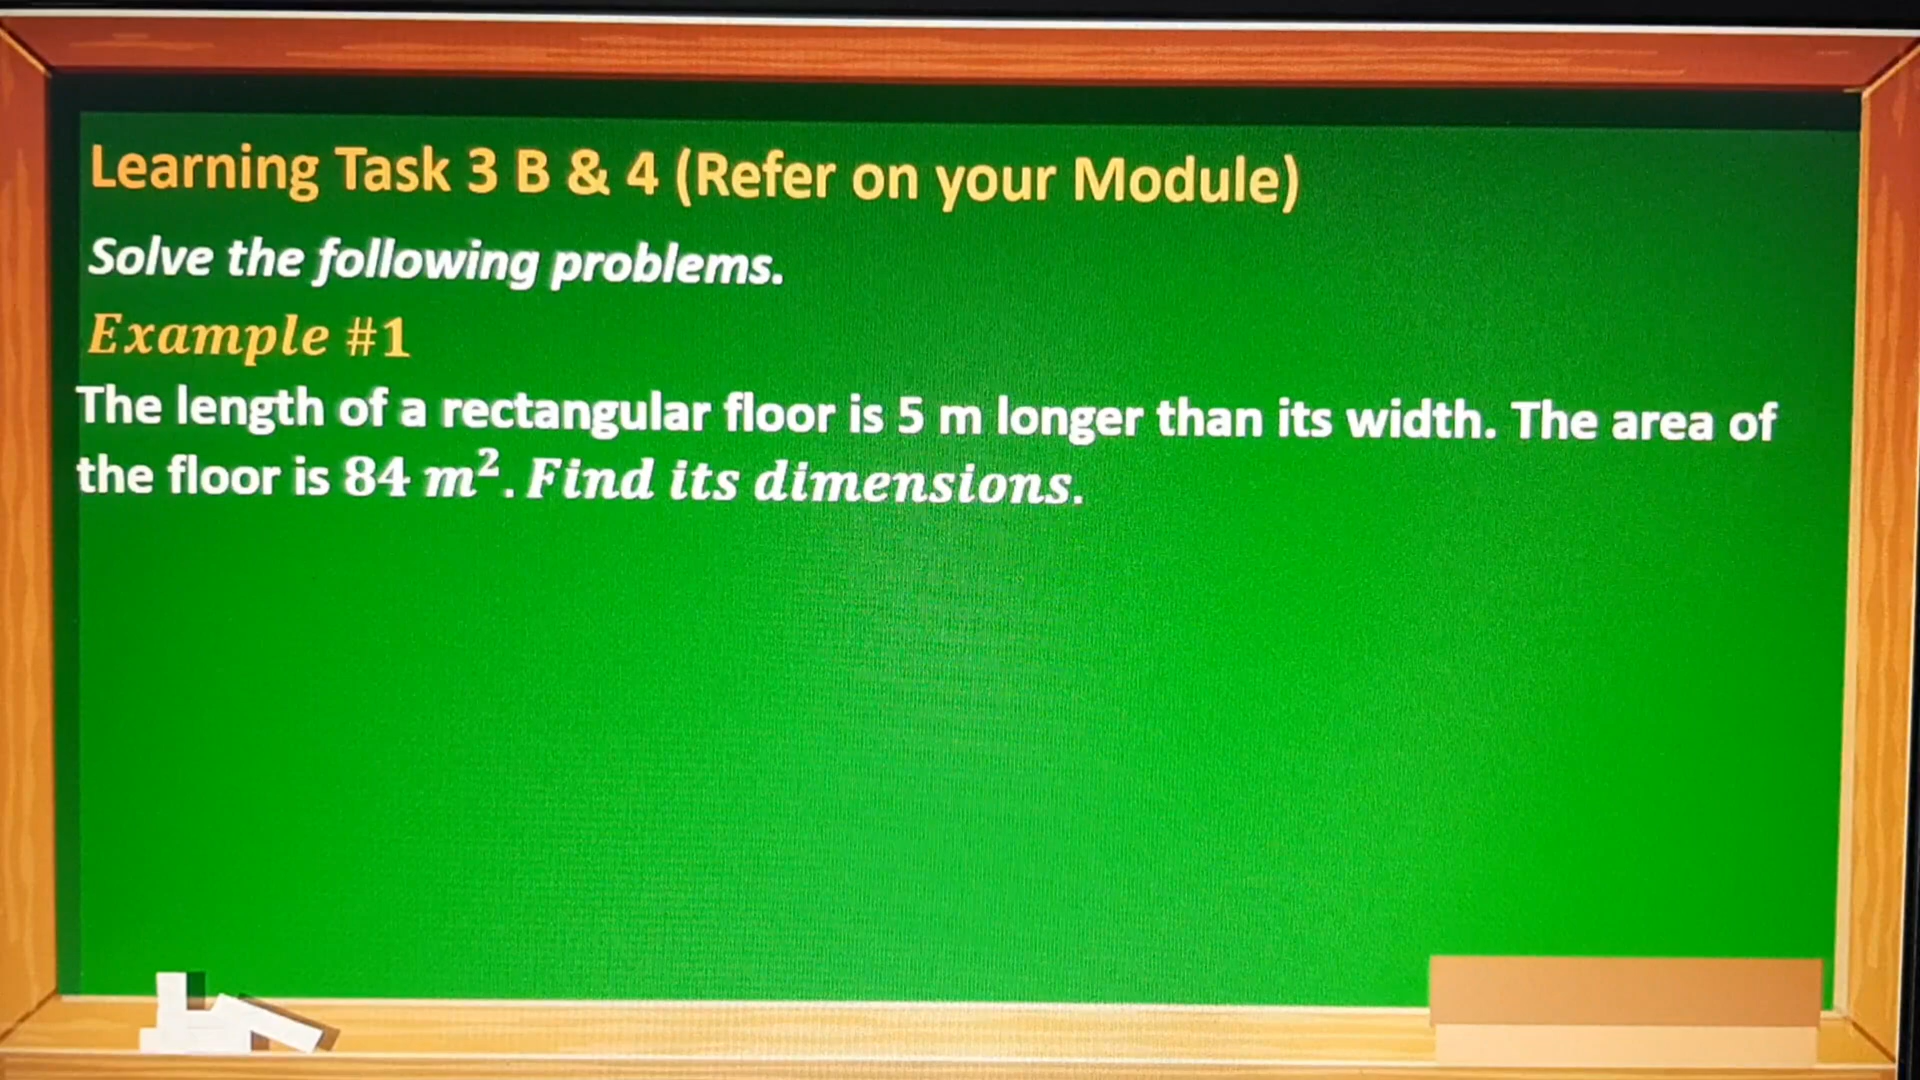 Learning Task 3 B & 4 (Refer on your Module)
Solve the following problems.
Example #1
The length of a rectangular floor is 5 m longer than its width. The area of
the floor is 84 m². Find its dimensions.